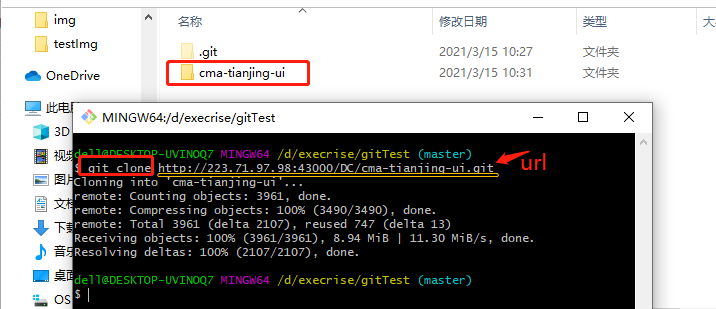 img
testImg
OneDrive
此电脑
3D
视频
图片
文档
下载
音乐
桌面
OS
名称
修改日期
类型
.git
2021/3/15 10:27
文件夹
cma-tianjing-ui
2021/3/15 10:31
文件夹
MINGW64:/d/execrise/gitTest
dell@DESKTOP-UVINOQ7 MINGW64 /d/execrise/gitTest (master)
$ git clone http://223.71.97.98:43000/DC/cma-tianjing-ui.git
url
Cloning into 'cma-tianjing-ui'...
remote: Counting objects: 3961, done.
remote: Compressing objects: 100% (3490/3490), done.
remote: Total 3961 (delta 2107), reused 747 (delta 13)
Receiving objects: 100% (3961/3961), 8.94 MiB | 11.30 MiB/s, done.
Resolving deltas: 100% (2107/2107), done.
dell@DESKTOP-UVINOQ7 MINGW64 /d/execrise/gitTest (master)
$